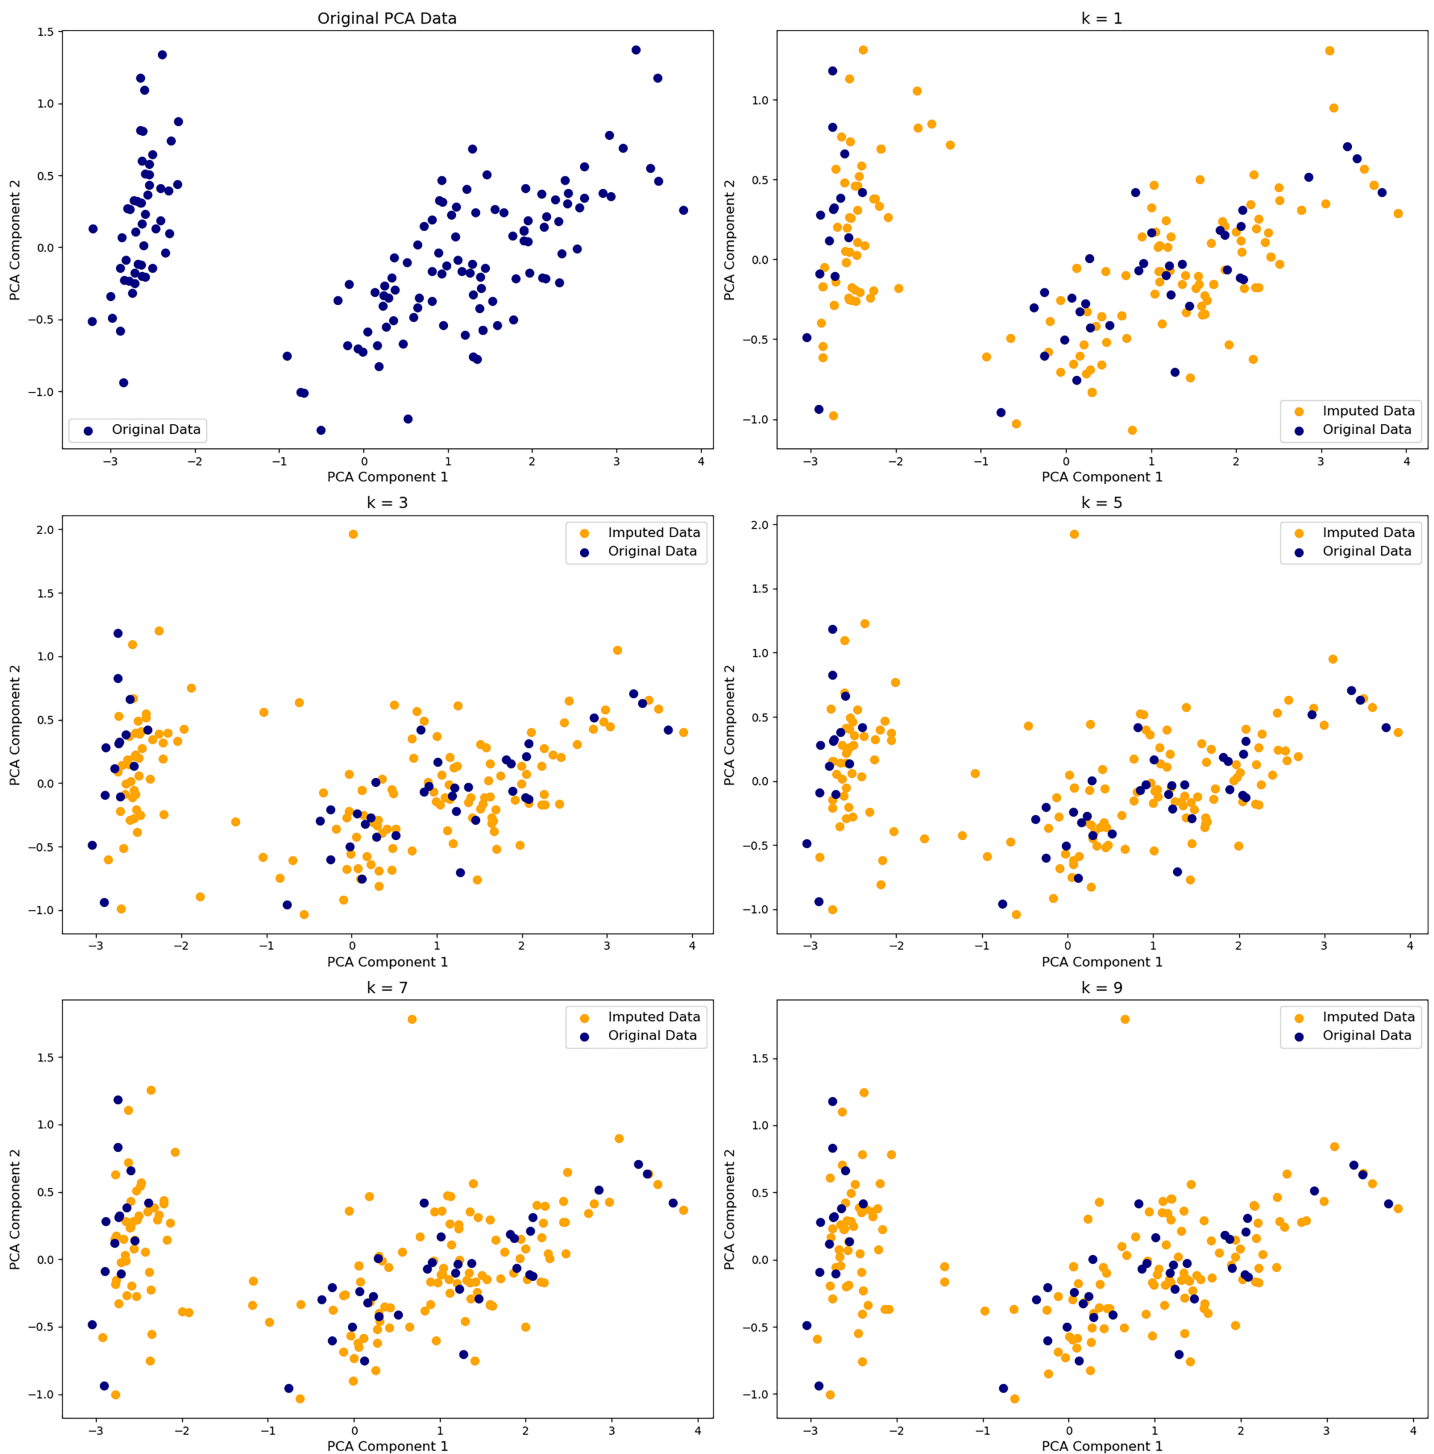 Original PCA Data
1.5
1.0
0.5
0.0
−0.5
−1.0
PCA Component 2
Original Data
−3 −2 −1 0 1 2 3 4
PCA Component 1
k = 1
1.0
0.5
0.0
−0.5
−1.0
PCA Component 2
Imputed Data
Original Data
−3 −2 −1 0 1 2 3 4
PCA Component 1
k = 3
2.0
1.5
1.0
0.5
0.0
−0.5
−1.0
PCA Component 2
Imputed Data
Original Data
−3 −2 −1 0 1 2 3 4
PCA Component 1
k = 5
2.0
1.5
1.0
0.5
0.0
−0.5
−1.0
PCA Component 2
Imputed Data
Original Data
−3 −2 −1 0 1 2 3 4
PCA Component 1
k = 7
1.5
1.0
0.5
0.0
−0.5
−1.0
PCA Component 2
Imputed Data
Original Data
−3 −2 −1 0 1 2 3 4
PCA Component 1
k = 9
1.5
1.0
0.5
0.0
−0.5
−1.0
PCA Component 2
Imputed Data
Original Data
−3 −2 −1 0 1 2 3 4
PCA Component 1